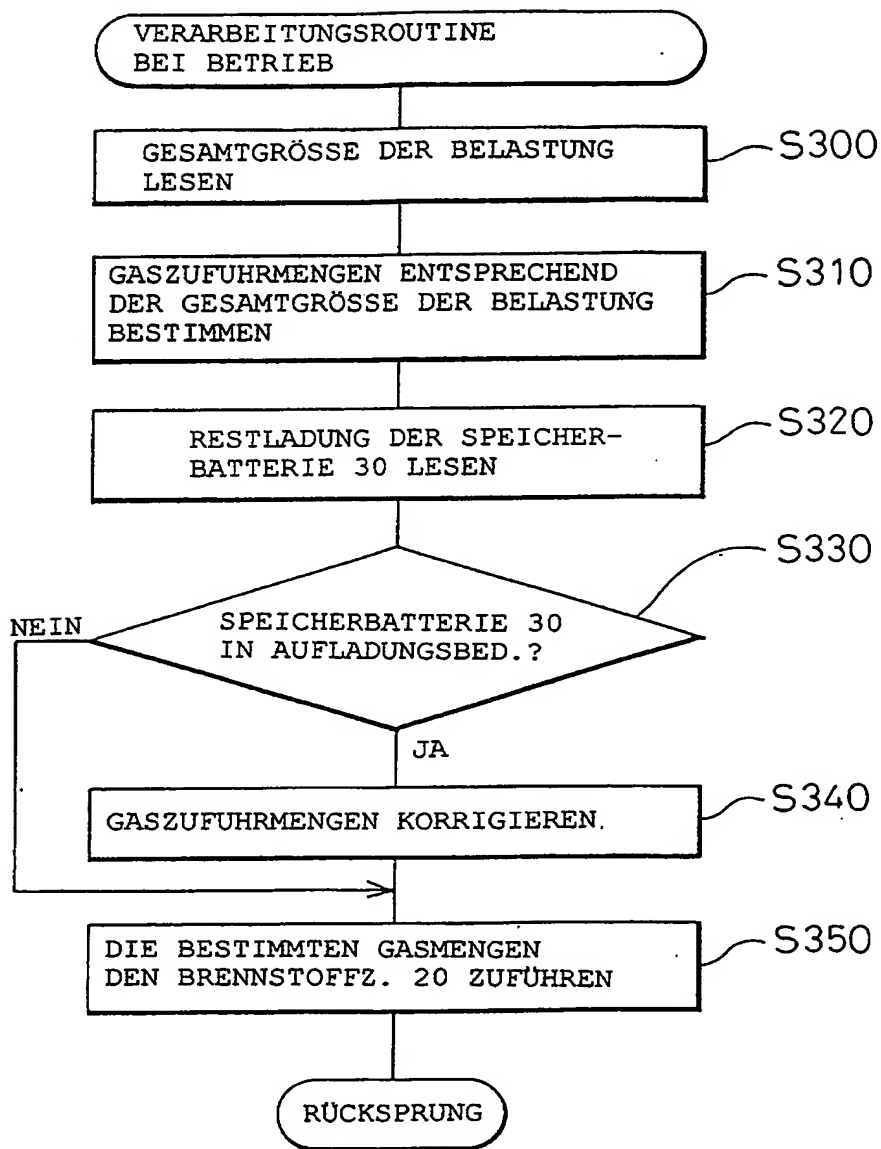 VERARBEITUNGSROUTINE
BEI BETRIEB
GESAMTGRÖSSE DER BELASTUNG
LESEN
S300
GASZUFUHRMENGEN ENTSPRECHEND
DER GESAMTGRÖSSE DER BELASTUNG
BESTIMMEN
S310
RESTLADUNG DER SPEICHER-
BATTERIE 30 LESEN
S320
SPEICHERBATTERIE 30
IN AUFLADUNGSBED.?
S330
NEIN
JA
GASZUFUHRMENGEN KORRIGIEREN.
S340
DIE BESTIMMTEN GASMENGEN
DEN BRENNSTOFFZ. 20 ZUFÜHREN
S350
RÜCKSPRUNG